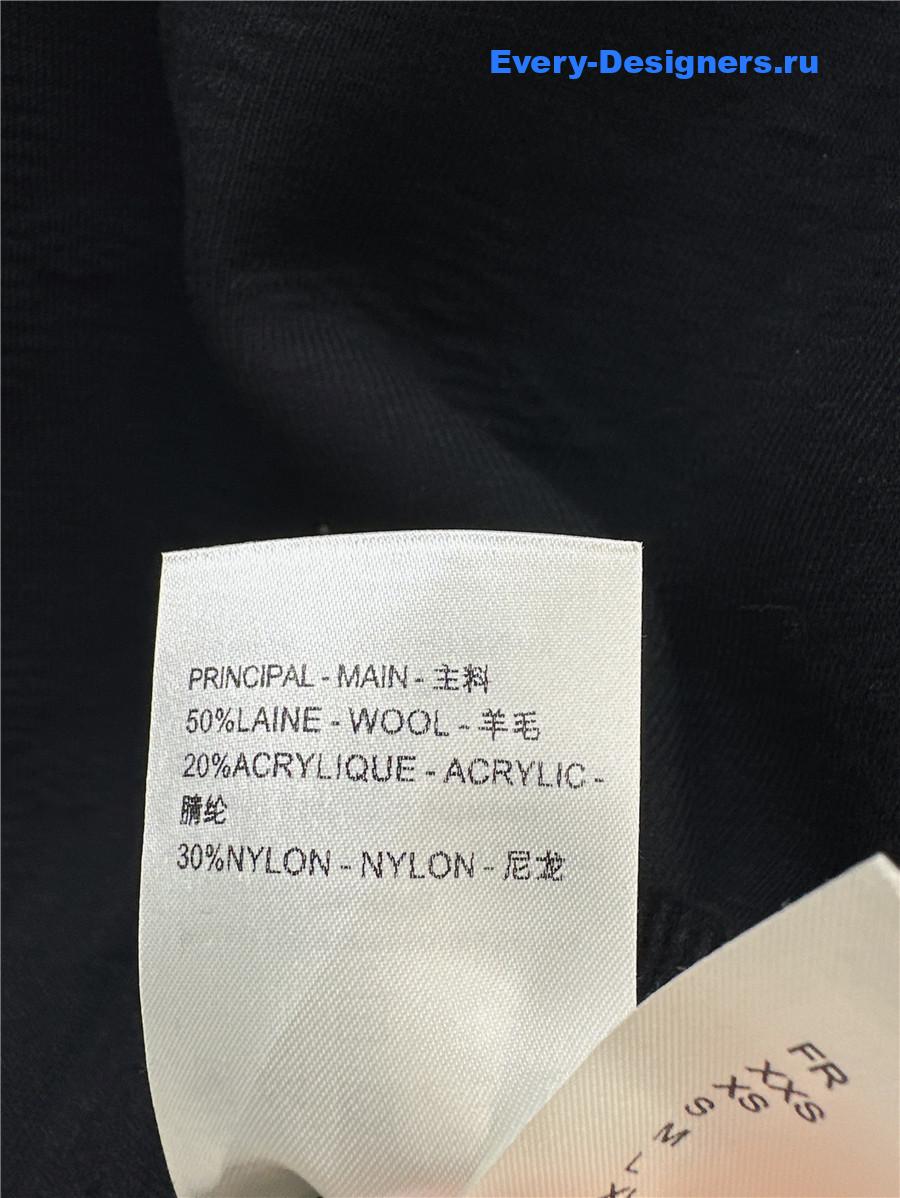 Every-Designers.ru
PRINCIPAL - MAIN - 主料
50%LAINE - WOOL - 羊毛
20%ACRYLIQUE - ACRYLIC -
腈纶
30%NYLON - NYLON - 尼龙
FR
XXS
XS
S
M
L